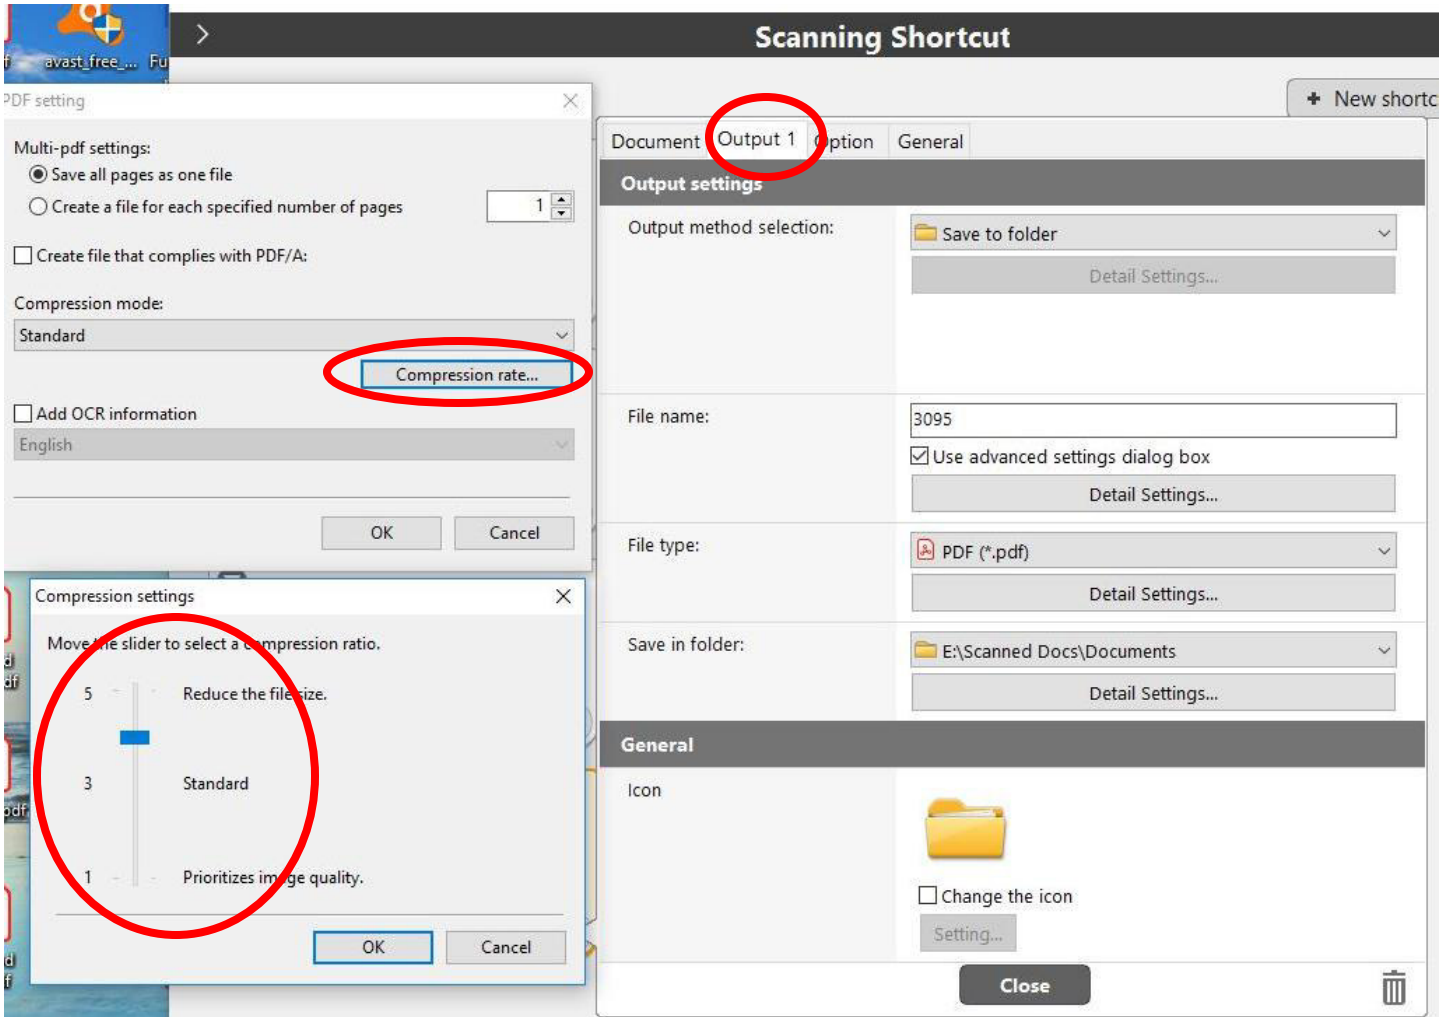 avast_free_... Fu
Scanning Shortcut
+ New shortc
PDF setting
Multi-pdf settings:
Save all pages as one file
Create a file for each specified number of pages
1
Create file that complies with PDF/A:
Compression mode:
Standard
Compression rate...
Add OCR information
English
OK
Cancel
Compression settings
Move the slider to select a compression ratio.
5
Reduce the file size.
3
Standard
1
Prioritizes image quality.
OK
Cancel
Document
Output 1
Option
General
Output settings
Output method selection:
Save to folder
Detail Settings...
File name:
3095
Use advanced settings dialog box
Detail Settings...
File type:
PDF (*.pdf)
Detail Settings...
Save in folder:
E:\Scanned Docs\Documents
Detail Settings...
General
Icon
Change the icon
Setting...
Close